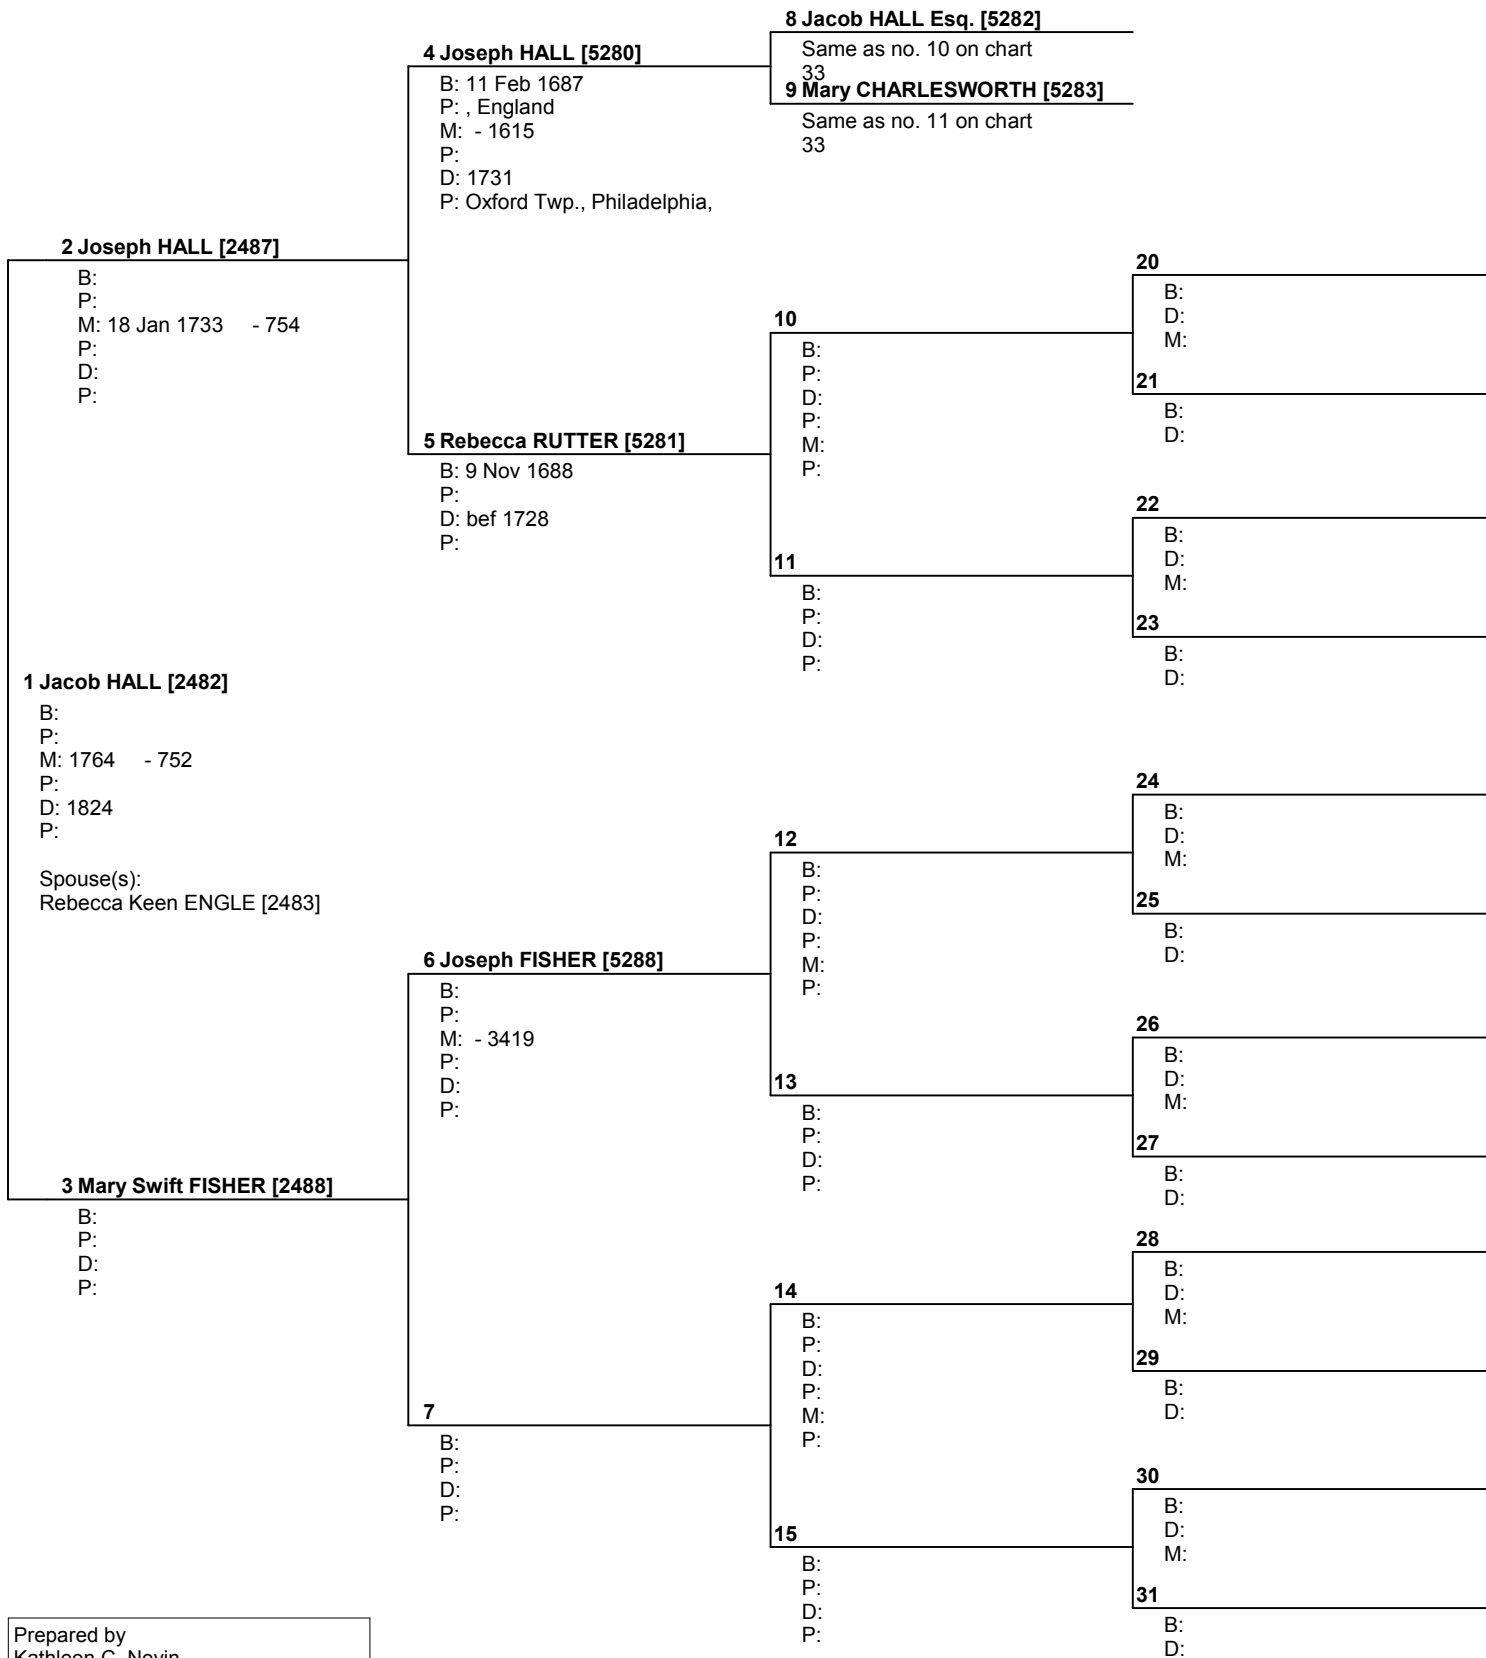 8 Jacob HALL Esq. [5282]
Same as no. 10 on chart
33
9 Mary CHARLESWORTH [5283]
Same as no. 11 on chart
33
4 Joseph HALL [5280]
B: 11 Feb 1687
P: , England
M: - 1615
P:
D: 1731
P: Oxford Twp., Philadelphia,
2 Joseph HALL [2487]
B:
P:
M: 18 Jan 1733 - 754
P:
D:
P:
20
B:
D:
M:
10
B:
P:
D:
P:
M:
P:
21
B:
D:
5 Rebecca RUTTER [5281]
B: 9 Nov 1688
P:
D: bef 1728
P:
22
B:
D:
M:
11
B:
P:
D:
P:
23
B:
D:
1 Jacob HALL [2482]
B:
P:
M: 1764 - 752
P:
D: 1824
P:
Spouse(s):
Rebecca Keen ENGLE [2483]
24
B:
D:
M:
12
B:
P:
D:
P:
M:
P:
25
B:
D:
6 Joseph FISHER [5288]
B:
P:
M: - 3419
P:
D:
P:
26
B:
D:
M:
13
B:
P:
D:
P:
27
B:
D:
3 Mary Swift FISHER [2488]
B:
P:
D:
P:
28
B:
D:
M:
14
B:
P:
D:
P:
M:
P:
29
B:
D:
7
B:
P:
D:
P:
30
B:
D:
M:
15
B:
P:
D:
P:
31
B:
D:
Prepared by
Kathleen C. Nevin